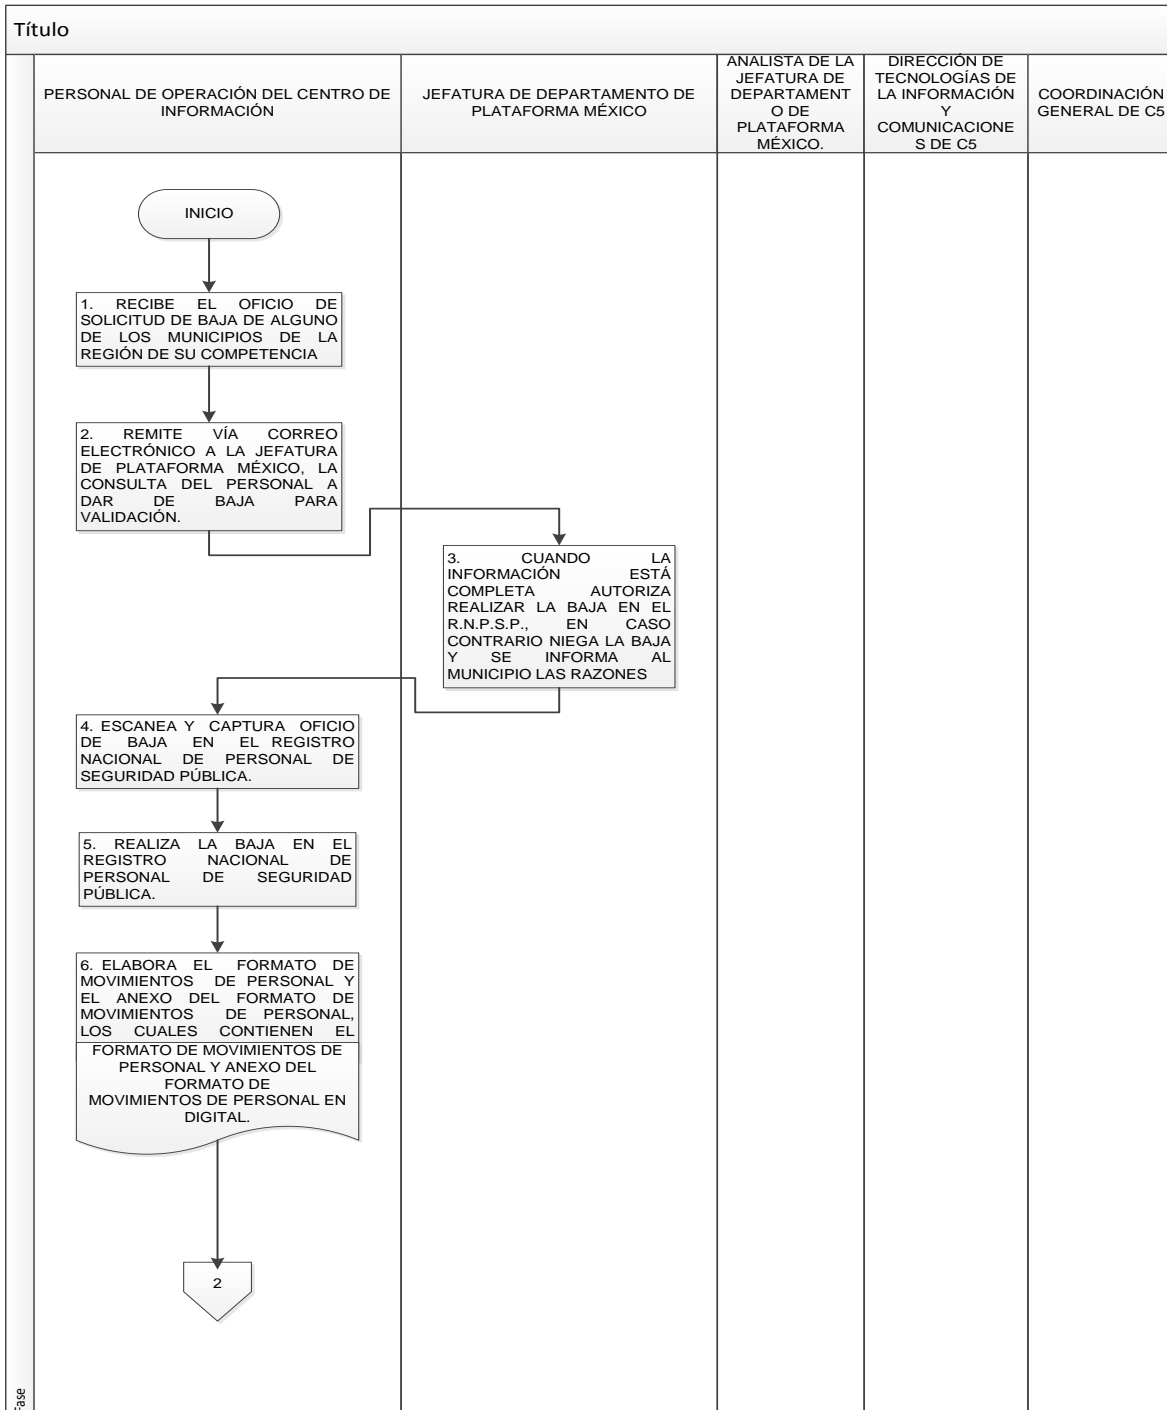 Título
PERSONAL DE OPERACIÓN DEL CENTRO DE
INFORMACIÓN
JEFATURA DE DEPARTAMENTO DE
PLATAFORMA MÉXICO
ANALISTA DE LA
JEFATURA DE
DEPARTAMENT
O DE
PLATAFORMA
MÉXICO.
DIRECCIÓN DE
TECNOLOGÍAS DE
LA INFORMACIÓN
Y
COMUNICACIONE
S DE C5
COORDINACIÓN
GENERAL DE C5
INICIO
1. RECIBE EL OFICIO DE
SOLICITUD DE BAJA DE ALGUNO
DE LOS MUNICIPIOS DE LA
REGIÓN DE SU COMPETENCIA
2. REMITE VÍA CORREO
ELECTRÓNICO A LA JEFATURA
DE PLATAFORMA MÉXICO, LA
CONSULTA DEL PERSONAL A
DAR DE BAJA PARA
VALIDACIÓN.
3. CUANDO LA
INFORMACIÓN ESTÁ
COMPLETA AUTORIZA
REALIZAR LA BAJA EN EL
R.N.P.S.P., EN CASO
CONTRARIO NIEGA LA BAJA
Y SE INFORMA AL
MUNICIPIO LAS RAZONES
4. ESCANEA Y CAPTURA OFICIO
DE BAJA EN EL REGISTRO
NACIONAL DE PERSONAL DE
SEGURIDAD PÚBLICA.
5. REALIZA LA BAJA EN EL
REGISTRO NACIONAL DE
PERSONAL DE SEGURIDAD
PÚBLICA.
6. ELABORA EL FORMATO DE
MOVIMIENTOS DE PERSONAL Y
EL ANEXO DEL FORMATO DE
MOVIMIENTOS DE PERSONAL,
LOS CUALES CONTIENEN EL
FORMATO DE MOVIMIENTOS DE
PERSONAL Y ANEXO DEL
FORMATO DE
MOVIMIENTOS DE PERSONAL EN
DIGITAL.
2
Fase